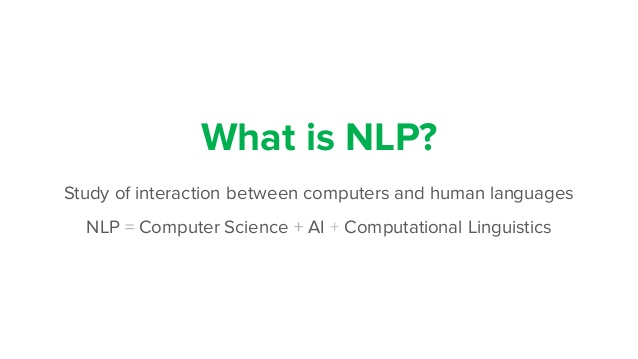 What is NLP?
Study of interaction between computers and human languages
NLP = Computer Science + AI + Computational Linguistics